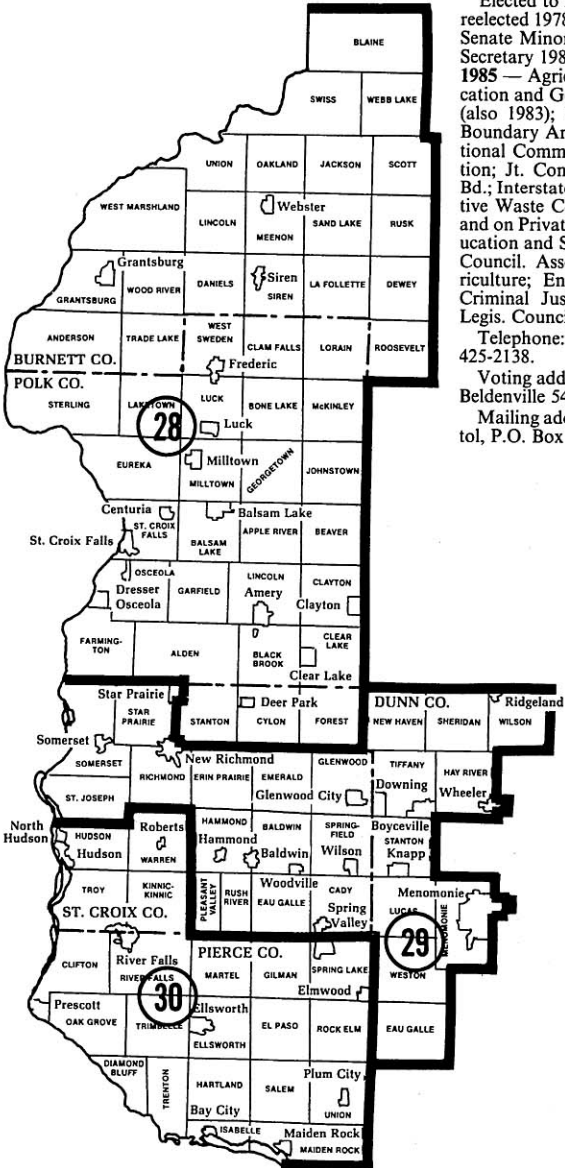 Elected to
reelected 1978
Senate Minor
Secretary 198
1985 — Agric
cation and G
(also 1983);
Boundary Ar
tional Comm
tion; Jt. Con
Bd.; Interstate
tive Waste C
and on Privat
ucation and S
Council. Ass
riculture; En
Criminal Jus
Legis. Counci
Telephone:
425-2138.
Voting add
Beldenville 54
Mailing add
tol, P.O. Box
BLAINE
SWISS WEBB LAKE
UNION OAKLAND JACKSON SCOTT
WEST MARSHLAND
Webster
LINCOLN MEENON SAND LAKE RUSK
Grantsburg
GRANTSBURG WOOD RIVER DANIELS Siren SIREN LA FOLLETTE DEWEY
ANDERSON TRADE LAKE WEST SWEDEN CLAM FALLS LORAIN ROOSEVELT
BURNETT CO.
POLK CO.
Frederic
STERLING LAKETOWN LUCK BONE LAKE McKINLEY
28
Luck
EUREKA Milltown MILLTOWN GEORGETOWN JOHNSTOWN
Centuria Balsam Lake
St. Croix Falls ST. CROIX FALLS BALSAM LAKE APPLE RIVER BEAVER
OSCEOLA GARFIELD LINCOLN CLAYTON
Dresser
Osceola
Amery Clayton
FARMING-
TON
ALDEN BLACK BROOK CLEAR LAKE
Clear Lake
Star Prairie
STAR PRAIRIE
Deer Park
STANTON CYLON FOREST
DUNN CO.
Ridgeland
NEW HAVEN SHERIDAN WILSON
Somerset
SOMERSET
New Richmond
RICHMOND ERIN PRAIRIE EMERALD GLENWOOD TIFFANY HAY RIVER
Glenwood City Downing Wheeler
ST. JOSEPH
North
Hudson
HUDSON
Hudson
Roberts
WARREN
HAMMOND
Hammond
BALDWIN
Baldwin
SPRING-
FIELD
Wilson
Boyceville
STANTON
Knapp
TROY KINNIC-
KINNIC
PLEASANT VALLEY RUSH RIVER
Woodville
EAU GALLE CADY
Spring
Valley
LUCAS
Menomonie
MENOMONIE
ST. CROIX CO.
29
PIERCE CO.
CLIFTON
River Falls
RIVER FALLS MARTEL GILMAN SPRING LAKE WESTON
30
Elmwood
Prescott
OAK GROVE TRIMBELLE
Ellsworth
ELLSWORTH EL PASO ROCK ELM EAU GALLE
DIAMOND
BLUFF
TRENTON HARTLAND SALEM
Plum City
UNION
Bay City
ISABELLE
Maiden Rock
MAIDEN ROCK